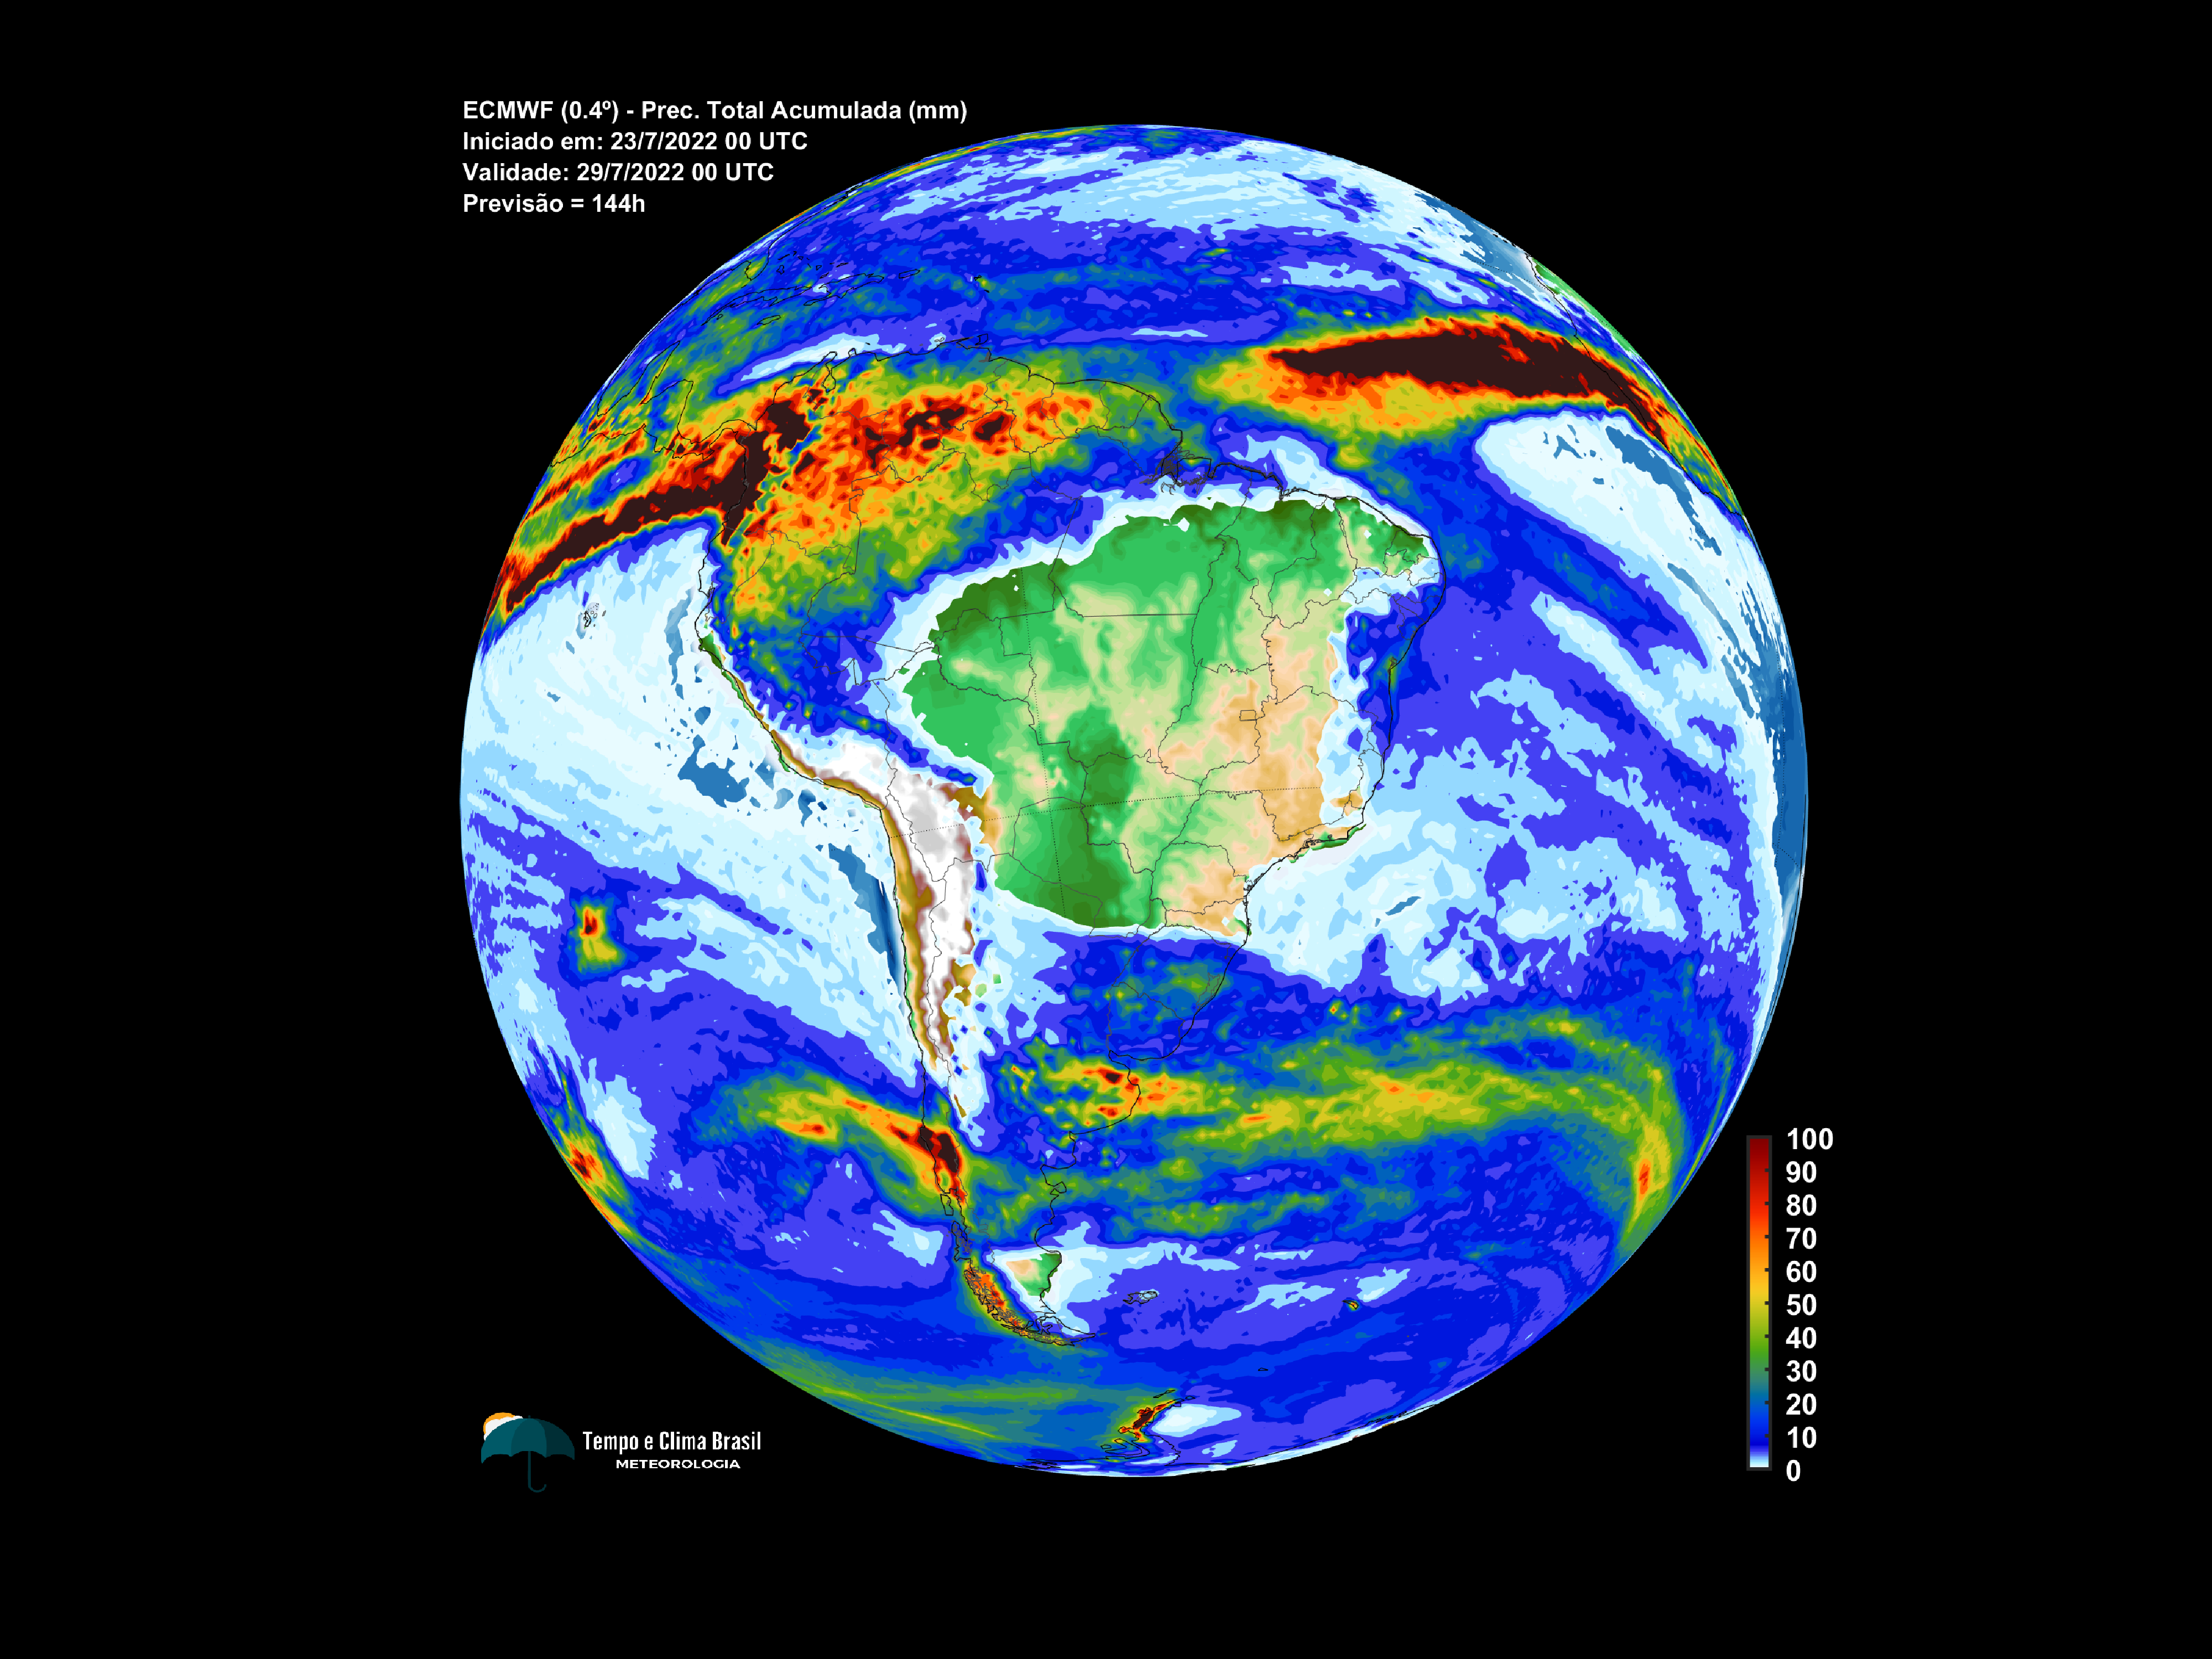 ECMWF (0.4º) - Prec. Total Acumulada (mm)
Iniciado em: 23/7/2022 00 UTC
Validade: 29/7/2022 00 UTC
Previsão = 144h
100
90
80
70
60
50
40
30
20
10
0
Tempo e Clima Brasil
METEOROLOGIA